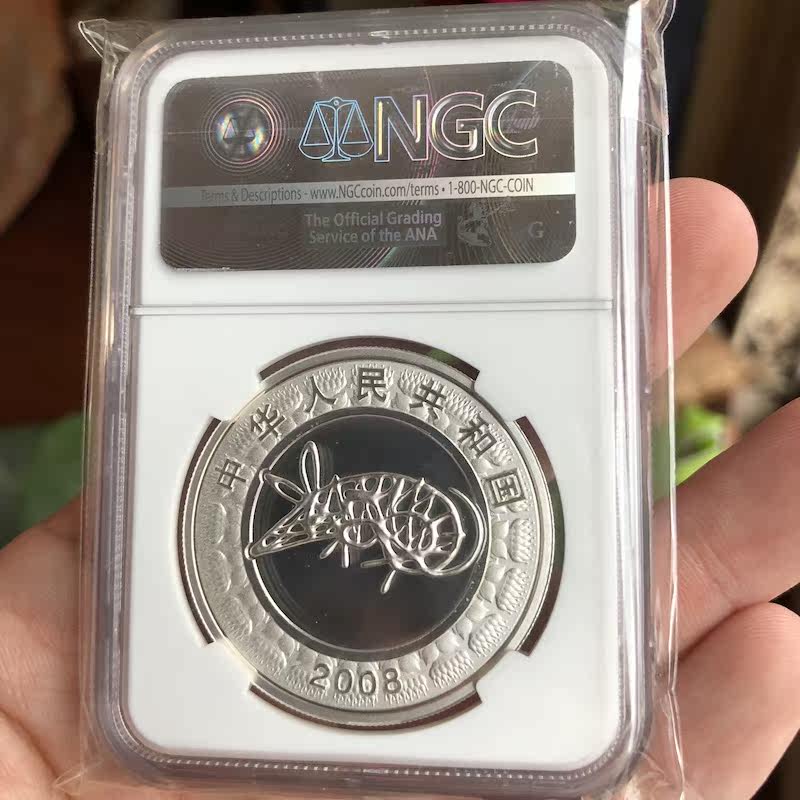 NGC
Terms & Descriptions - www.NGCcoin.com/terms • 1-800-NGC-COIN
The Official Grading
Service of the ANA
G
中华人民共和国
2008